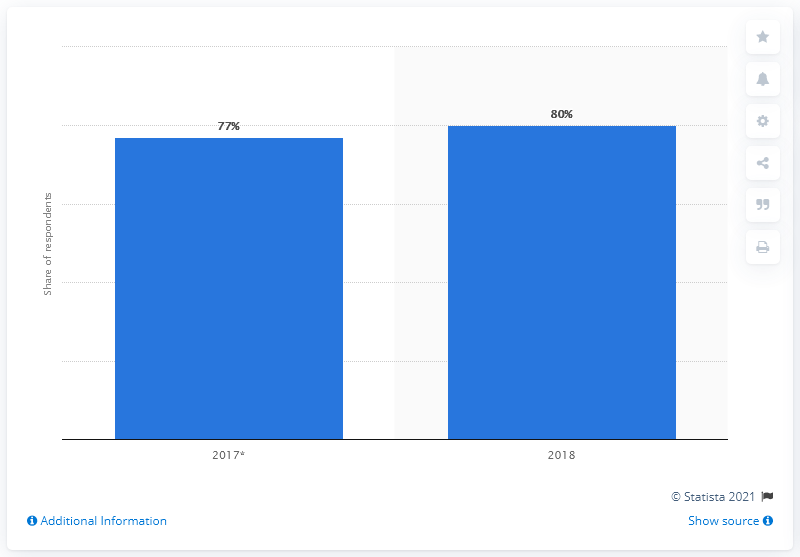 77%
80%
Share of respondents
2017*
2018
© Statista 2021
Additional Information
Show source